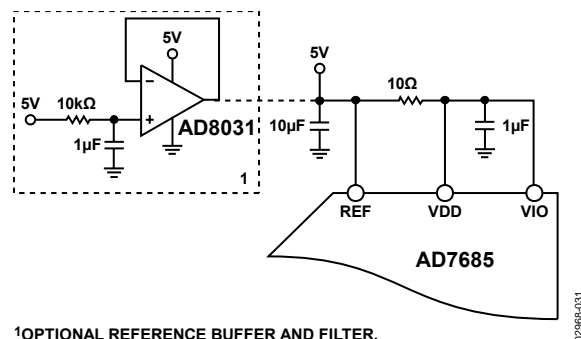 5V
5V
5V
10kΩ
10Ω
–
+
AD8031
1µF
10µF
1µF
1
REF
VDD
VIO
AD7685
02968-031
1OPTIONAL REFERENCE BUFFER AND FILTER.